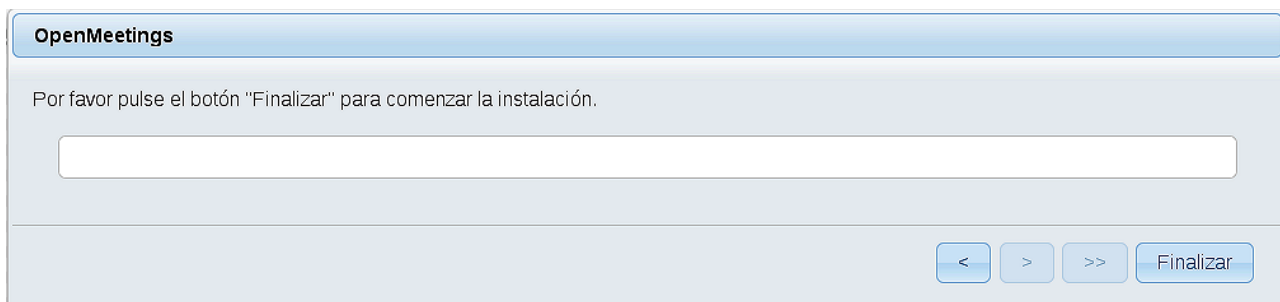 OpenMeetings
Por favor pulse el botón "Finalizar" para comenzar la instalación.
< > >> Finalizar